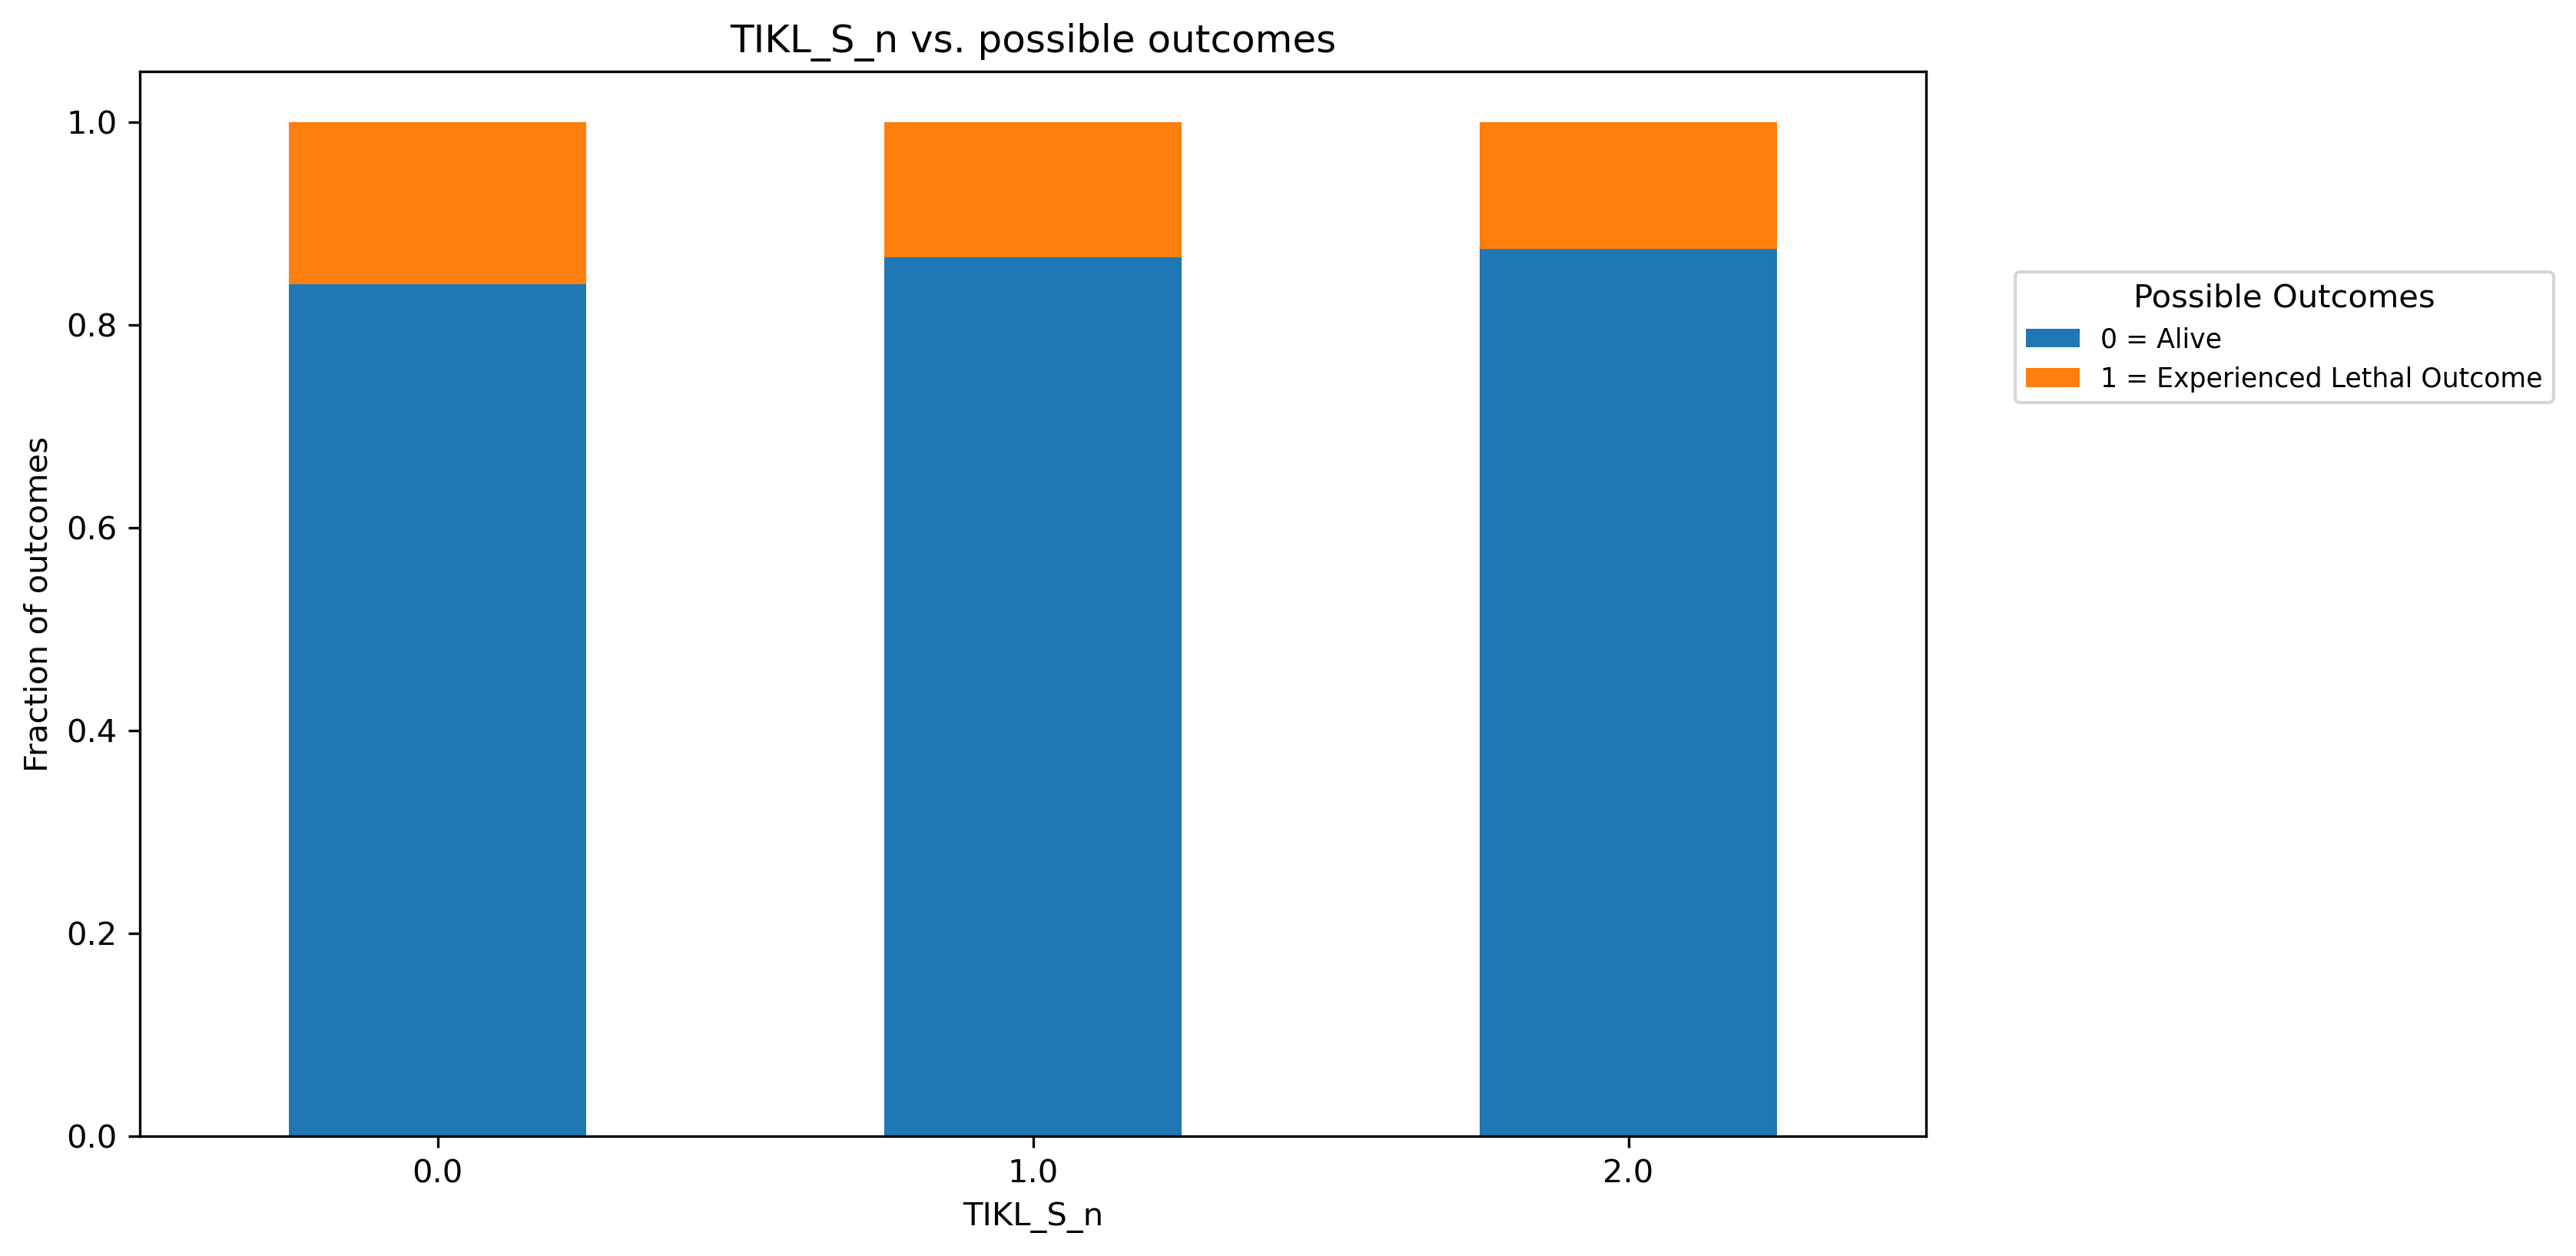 TIKL_S_n vs. possible outcomes
Fraction of outcomes
1.0
0.8
0.6
0.4
0.2
0.0
0.0
1.0
2.0
TIKL_S_n
Possible Outcomes
0 = Alive
1 = Experienced Lethal Outcome